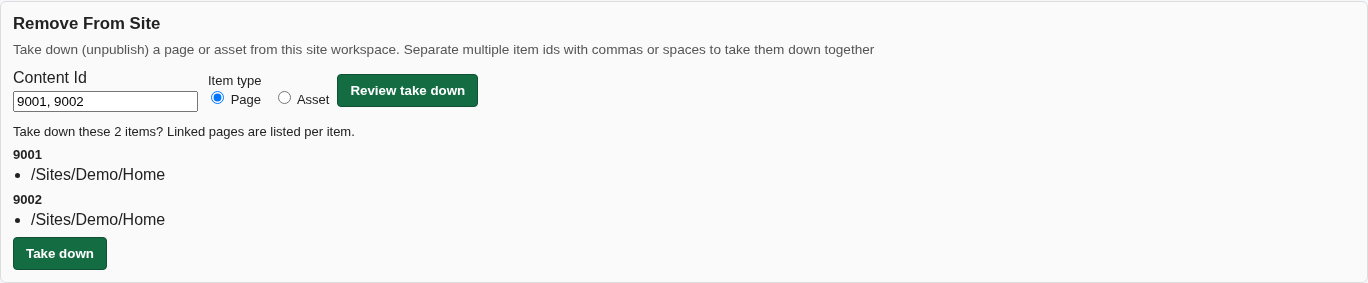 Remove From Site
Take down (unpublish) a page or asset from this site workspace. Separate multiple item ids with commas or spaces to take them down together
Content Id
9001, 9002
Item type
Page
Asset
Review take down
Take down these 2 items? Linked pages are listed per item.
9001
• /Sites/Demo/Home
9002
• /Sites/Demo/Home
Take down